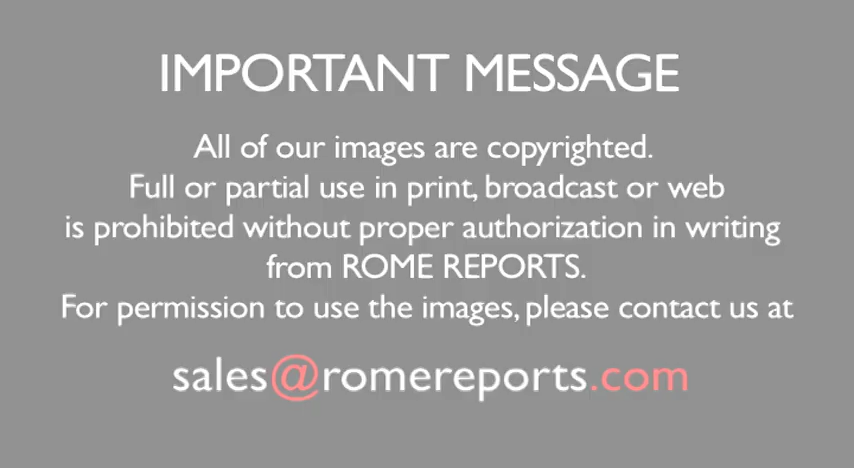 IMPORTANT MESSAGE
All of our images are copyrighted.
Full or partial use in print, broadcast or web
is prohibited without proper authorization in writing
from ROME REPORTS.
For permission to use the images, please contact us at
sales@romereports.com